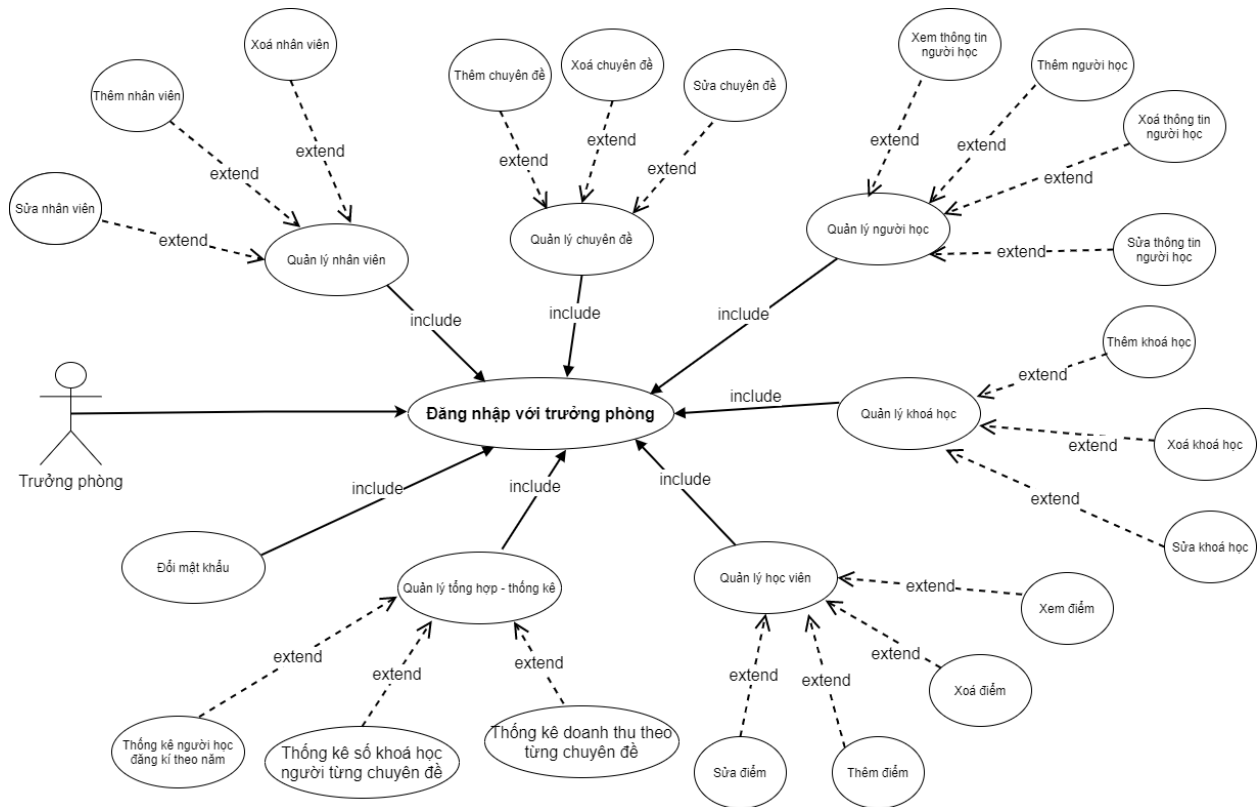 Xoá nhân viên
Thêm nhân viên
Sửa nhân viên
extend
extend
extend
Quản lý nhân viên
include
Thêm chuyên đề
Xoá chuyên đề
Sửa chuyên đề
extend
extend
extend
Quản lý chuyên đề
include
Xem thông tin
người học
Thêm người học
Xoá thông tin
người học
Sửa thông tin
người học
extend
extend
extend
extend
Quản lý người học
include
Trưởng phòng
Đăng nhập với trưởng phòng
include
Quản lý khoá học
Thêm khoá học
extend
Xoá khoá học
extend
Sửa khoá học
extend
include
Đổi mật khẩu
include
Quản lý tổng hợp - thống kê
extend
extend
extend
Thống kê người học
đăng kí theo năm
Thống kê số khoá học
người từng chuyên đề
Thống kê doanh thu theo
từng chuyên đề
include
Quản lý học viên
extend
Xem điểm
extend
Xoá điểm
extend
extend
Sửa điểm
Thêm điểm